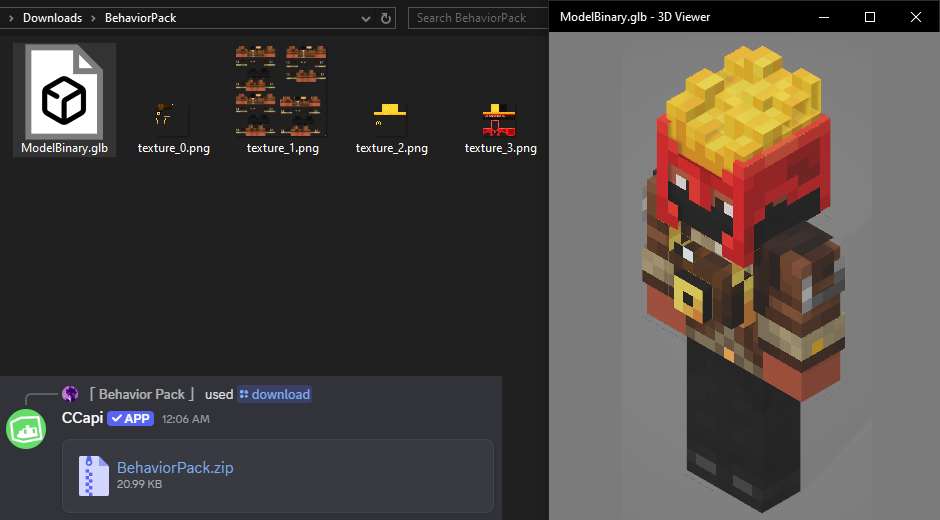 Downloads > BehaviorPack
Search BehaviorPack
ModelBinary.glb - 3D Viewer
ModelBinary.glb
texture_0.png
texture_1.png
texture_2.png
texture_3.png
「 Behavior Pack 」 used download
CCapi ✓ APP 12:06 AM
BehaviorPack.zip
20.99 KB